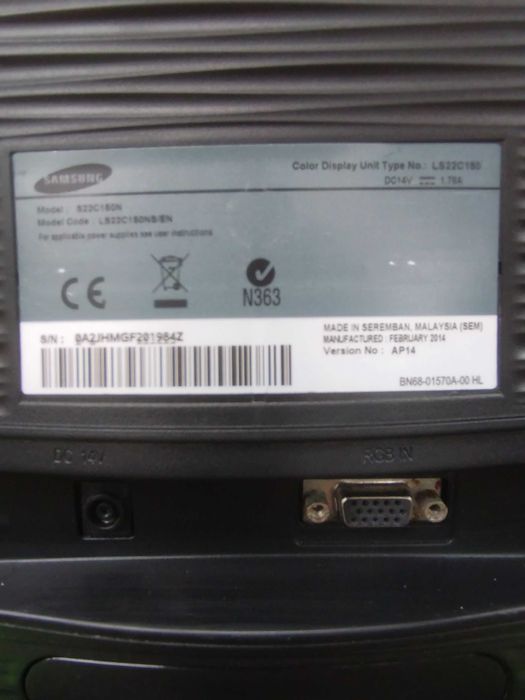 SAMSUNG
Color Display Unit Type No.: LS22C150
DC14V 1.78A
Model : S22C150N
Model Code : LS22C150NS/EN
For applicable power supplies see user instructions
CE
N363
S/N : 0A2JHMGF201984Z
MADE IN SEREMBAN, MALAYSIA (SEM)
MANUFACTURED : FEBRUARY 2014
Version No : AP14
BN68-01570A-00 HL
DC 14V
RGB IN